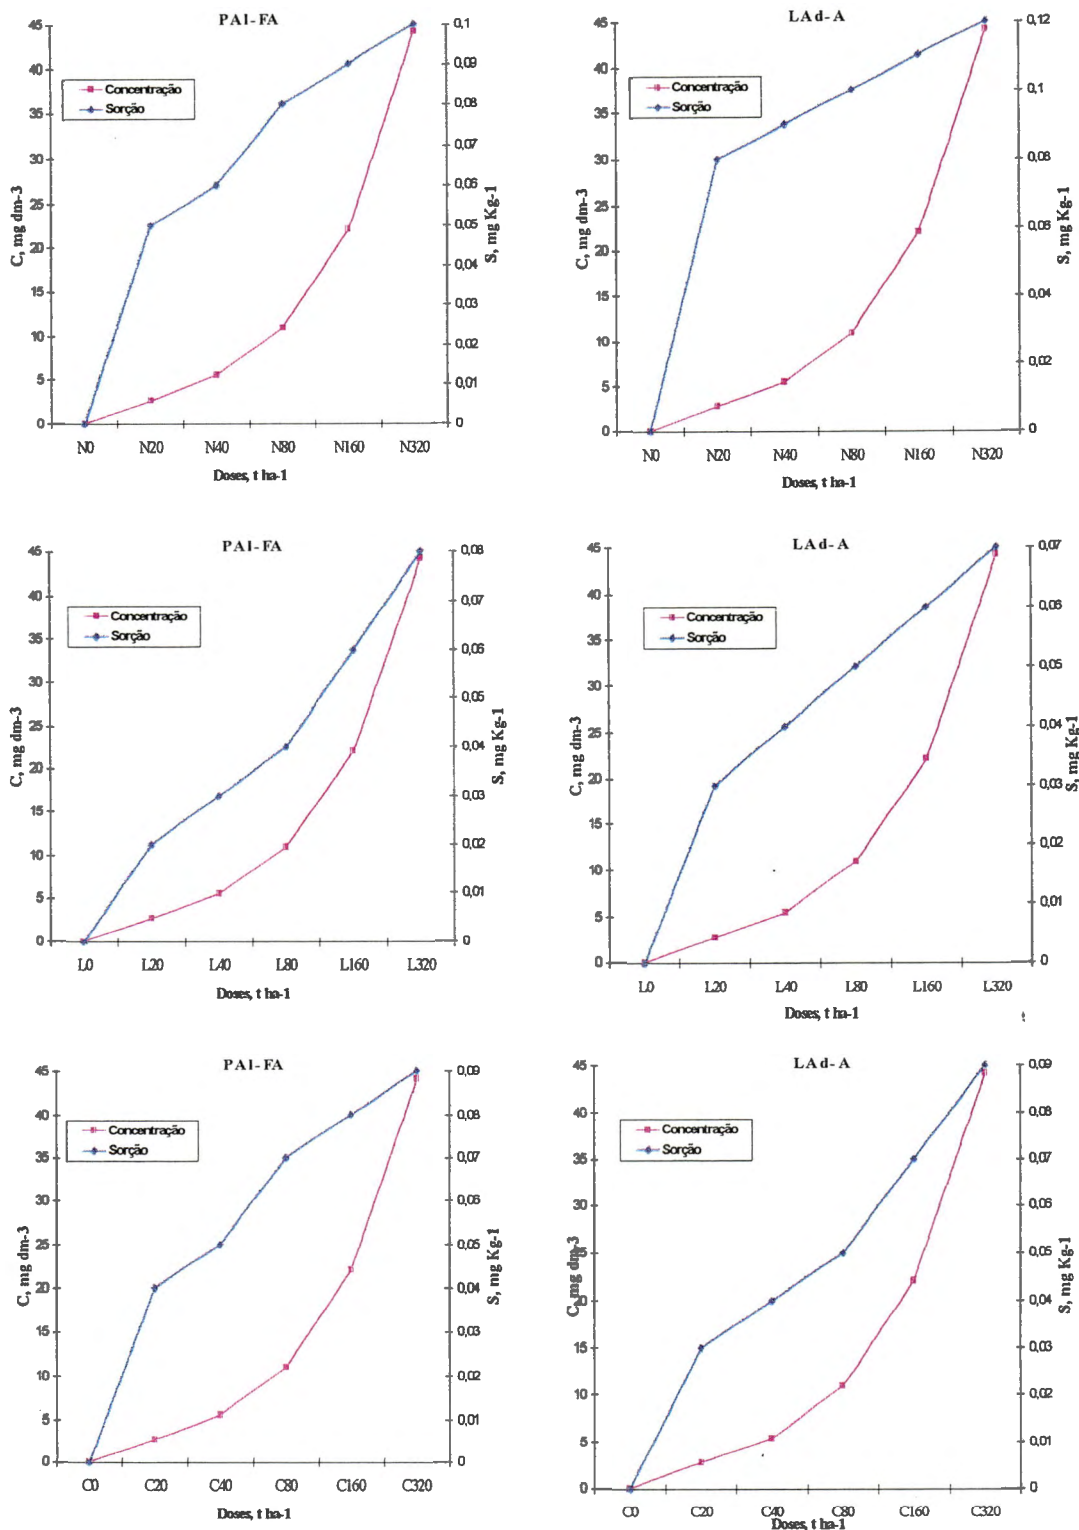 PA1-FA
45
40
35
30
25
20
15
10
5
0
C, mg dm-3
Concentração
Sorção
0,1
0,09
0,08
0,07
0,06
0,05
0,04
0,03
0,02
0,01
0
S, mg Kg-1
N0 N20 N40 N80 N160 N320
Doses, t ha-1
LAd-A
45
40
35
30
25
20
15
10
5
0
C, mg dm-3
Concentração
Sorção
0,12
0,1
0,08
0,06
0,04
0,02
0
S, mg Kg-1
N0 N20 N40 N80 N160 N320
Doses, t ha-1
PA1-FA
45
40
35
30
25
20
15
10
5
0
C, mg dm-3
Concentração
Sorção
0,08
0,07
0,06
0,05
0,04
0,03
0,02
0,01
0
S, mg Kg-1
L0 L20 L40 L80 L160 L320
Doses, t ha-1
LAd-A
45
40
35
30
25
20
15
10
5
0
C, mg dm-3
Concentração
Sorção
0,07
0,06
0,05
0,04
0,03
0,02
0,01
0
S, mg Kg-1
L0 L20 L40 L80 L160 L320
Doses, t ha-1
PA1-FA
45
40
35
30
25
20
15
10
5
0
C, mg dm-3
Concentração
Sorção
0,09
0,08
0,07
0,06
0,05
0,04
0,03
0,02
0,01
0
S, mg Kg-1
C0 C20 C40 C80 C160 C320
Doses, t ha-1
LAd-A
45
40
35
30
25
20
15
10
5
0
C, mg dm-3
Concentração
Sorção
0,09
0,08
0,07
0,06
0,05
0,04
0,03
0,02
0,01
0
S, mg Kg-1
C0 C20 C40 C80 C160 C320
Doses, t ha-1